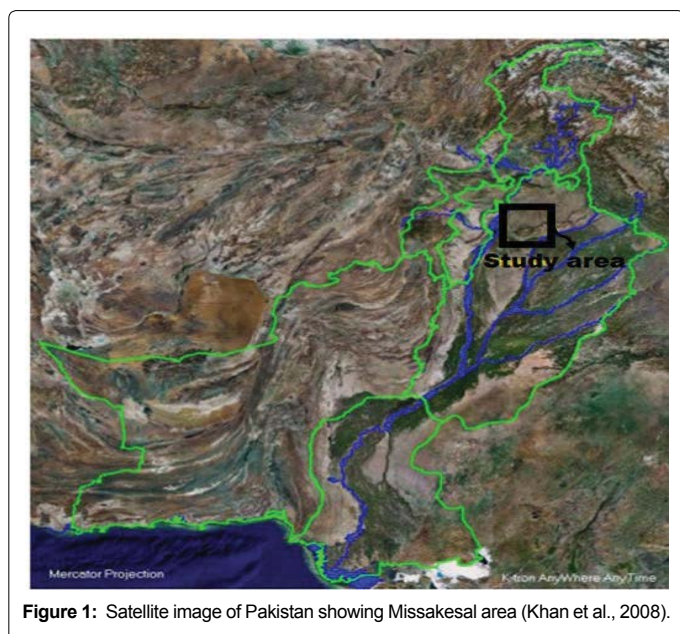 Study area
Mercator Projection
K-tron AnyWhere AnyTime
Figure 1: Satellite image of Pakistan showing Missakesal area (Khan et al., 2008).